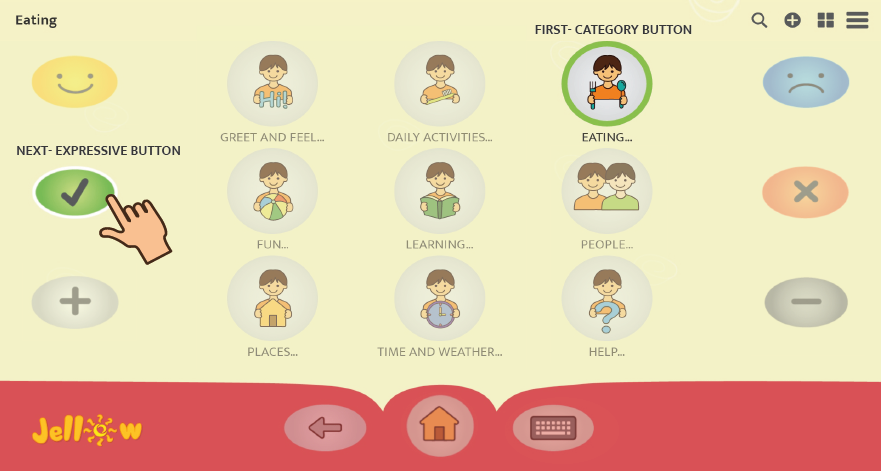 Eating
FIRST- CATEGORY BUTTON
Hi!
GREET AND FEEL...
DAILY ACTIVITIES...
EATING...
NEXT- EXPRESSIVE BUTTON
FUN...
LEARNING...
PEOPLE...
PLACES...
TIME AND WEATHER...
HELP...
?
Jellow